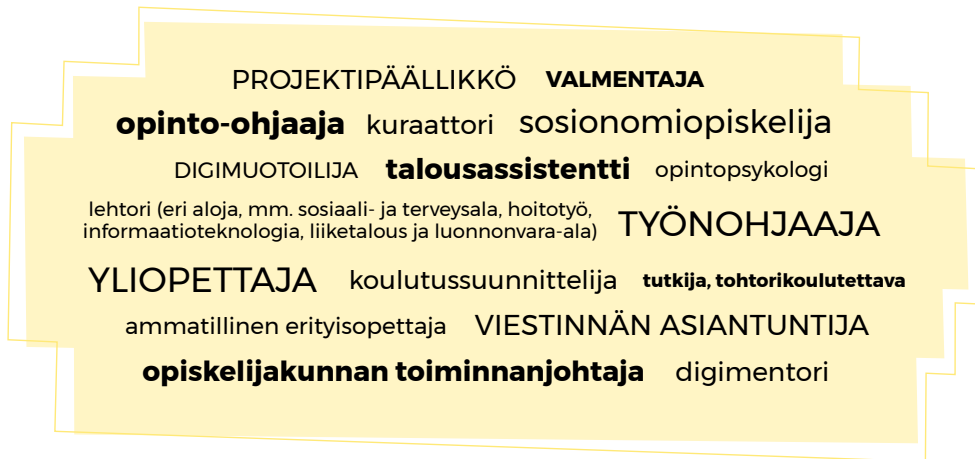 PROJEKTIPÄÄLLIKKÖ VALMENTAJA
opinto-ohjaaja kuraattori sosionomiopiskelija
DIGIMUOTOILIJA talousassistentti opintopsykologi
lehtori (eri aloja, mm. sosiaali- ja terveysala, hoitotyö,
informaatioteknologia, liiketalous ja luonnonvara-ala) TYÖNOHJAAJA
YLIOPETTAJA koulutussuunnittelija tutkija, tohtorikoulutettava
ammatillinen erityisopettaja VIESTINNÄN ASIANTUNTIJA
opiskelijakunnan toiminnanjohtaja digimentori